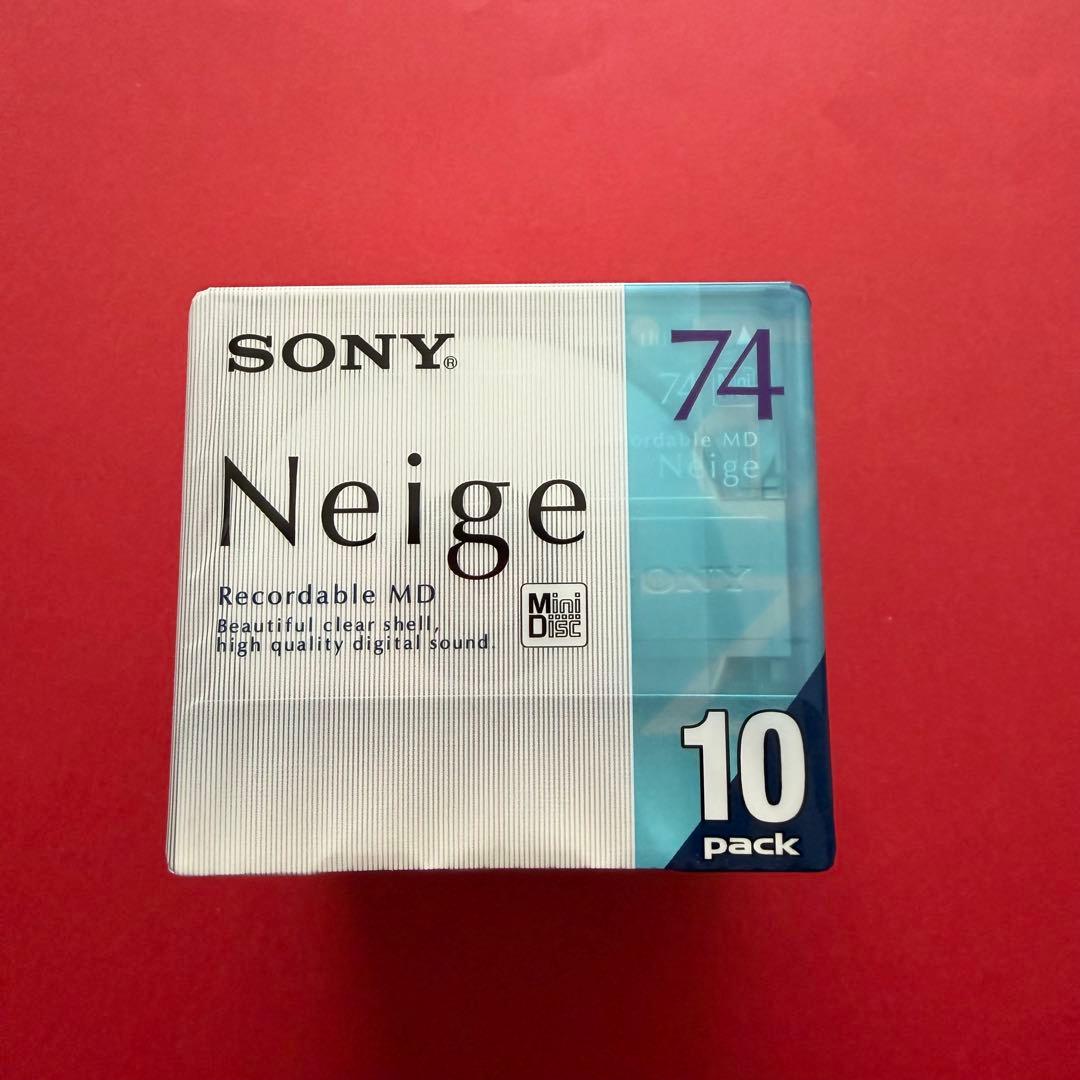 SONY®
74
Neige
Recordable MD
Beautiful clear shell,
high quality digital sound.
Mini
Disc
74
Recordable MD
Neige
SONY
10
pack